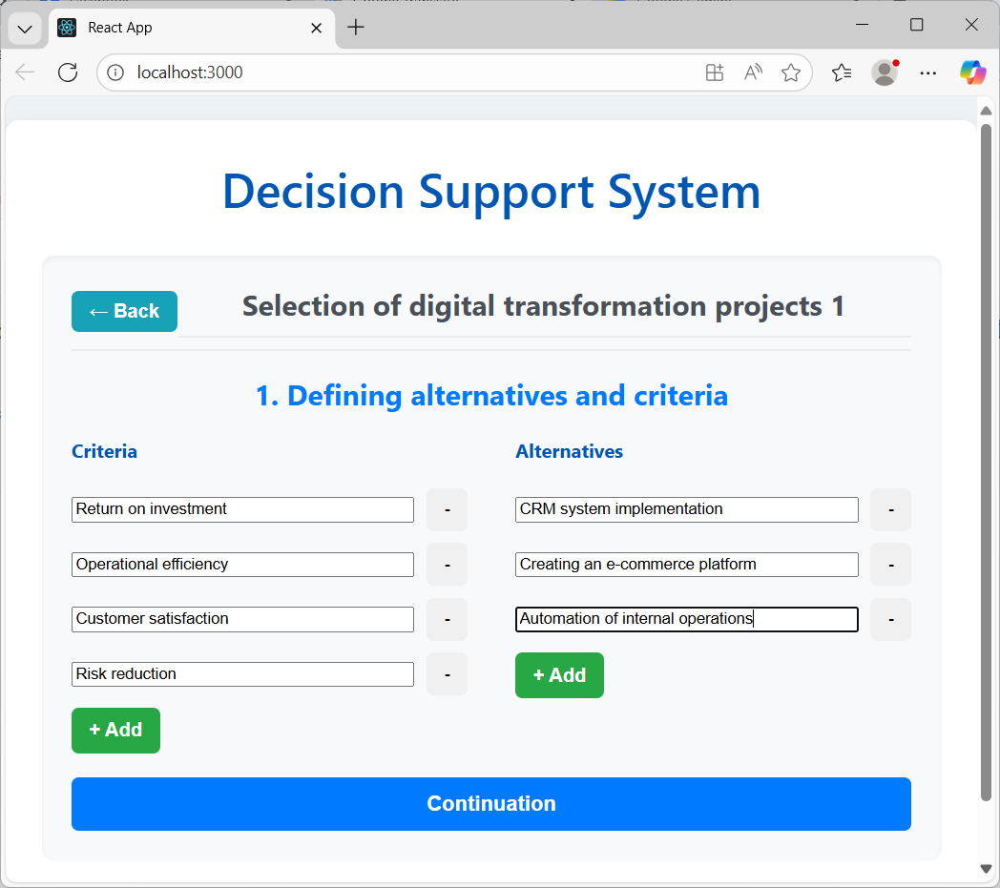 React App
localhost:3000
Decision Support System
← Back
Selection of digital transformation projects 1
1. Defining alternatives and criteria
Criteria
Alternatives
Return on investment -
CRM system implementation -
Operational efficiency -
Creating an e-commerce platform -
Customer satisfaction -
Automation of internal operations -
Risk reduction -
+ Add
+ Add
Continuation